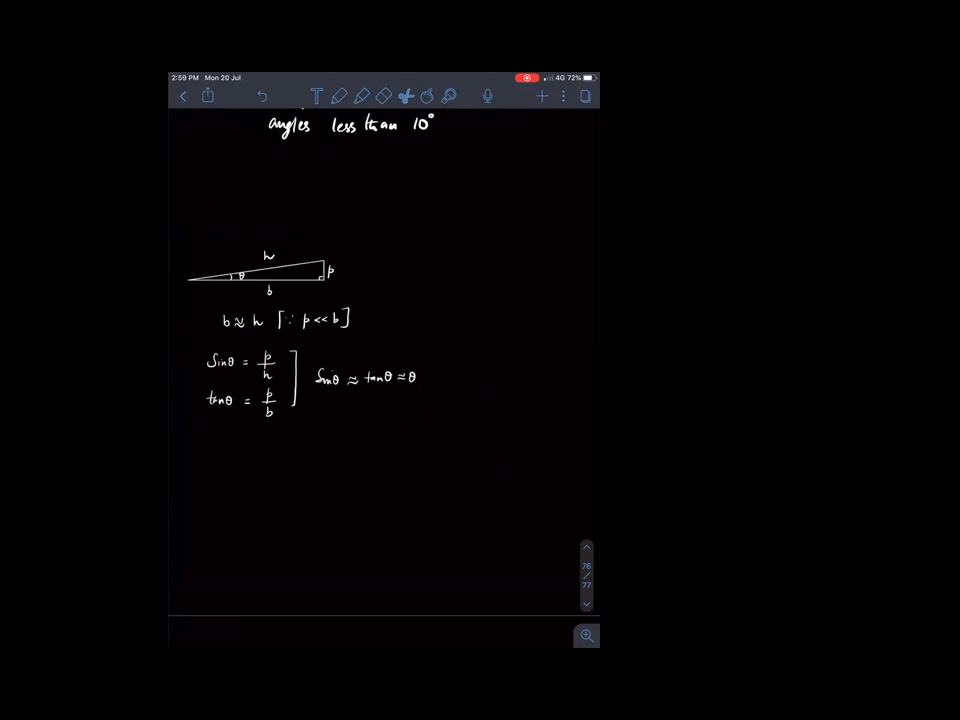 2:59 PM Mon 20 Jul
4G 72%
T
angles less than 10°
h
θ
p
b
b ≈ h [∵ p << b]
Sinθ = p/h
Sinθ ≈ tanθ ≈ θ
tanθ = p/b
76
/
77